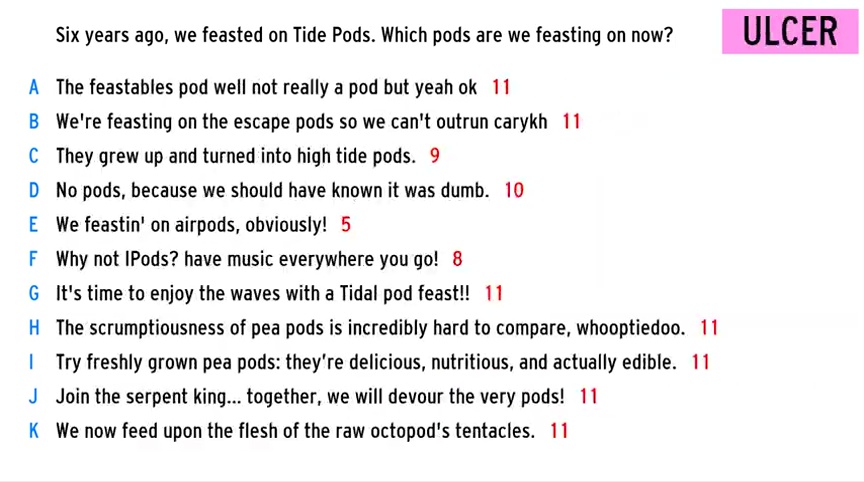 Six years ago, we feasted on Tide Pods. Which pods are we feasting on now?
ULCER
A The feastables pod well not really a pod but yeah ok 11
B We're feasting on the escape pods so we can't outrun carykh 11
C They grew up and turned into high tide pods. 9
D No pods, because we should have known it was dumb. 10
E We feastin' on airpods, obviously! 5
F Why not IPods? have music everywhere you go! 8
G It's time to enjoy the waves with a Tidal pod feast!! 11
H The scrumptiousness of pea pods is incredibly hard to compare, whooptiedoo. 11
I Try freshly grown pea pods: they’re delicious, nutritious, and actually edible. 11
J Join the serpent king... together, we will devour the very pods! 11
K We now feed upon the flesh of the raw octopod's tentacles. 11